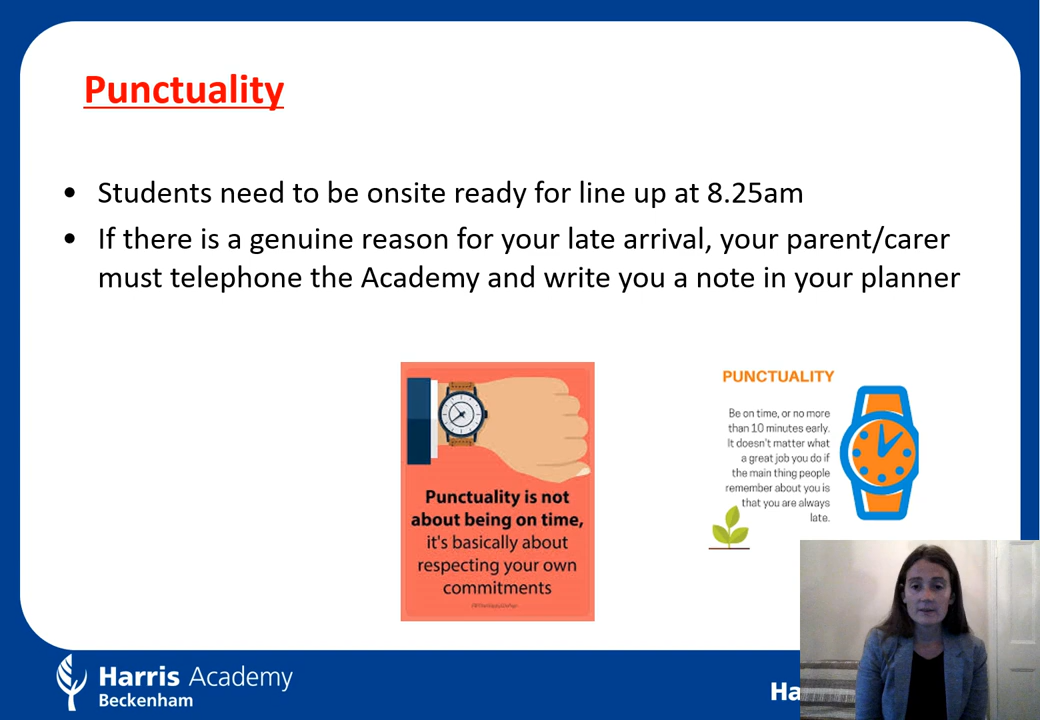 Punctuality
• Students need to be onsite ready for line up at 8.25am
• If there is a genuine reason for your late arrival, your parent/carer
must telephone the Academy and write you a note in your planner
Punctuality is not
about being on time,
it's basically about
respecting your own
commitments
PUNCTUALITY
Be on time, or no more
than 10 minutes early.
It doesn't matter what
a great job you do if
the main thing people
remember about you is
that you are always
late.
Harris Academy
Beckenham
Ha